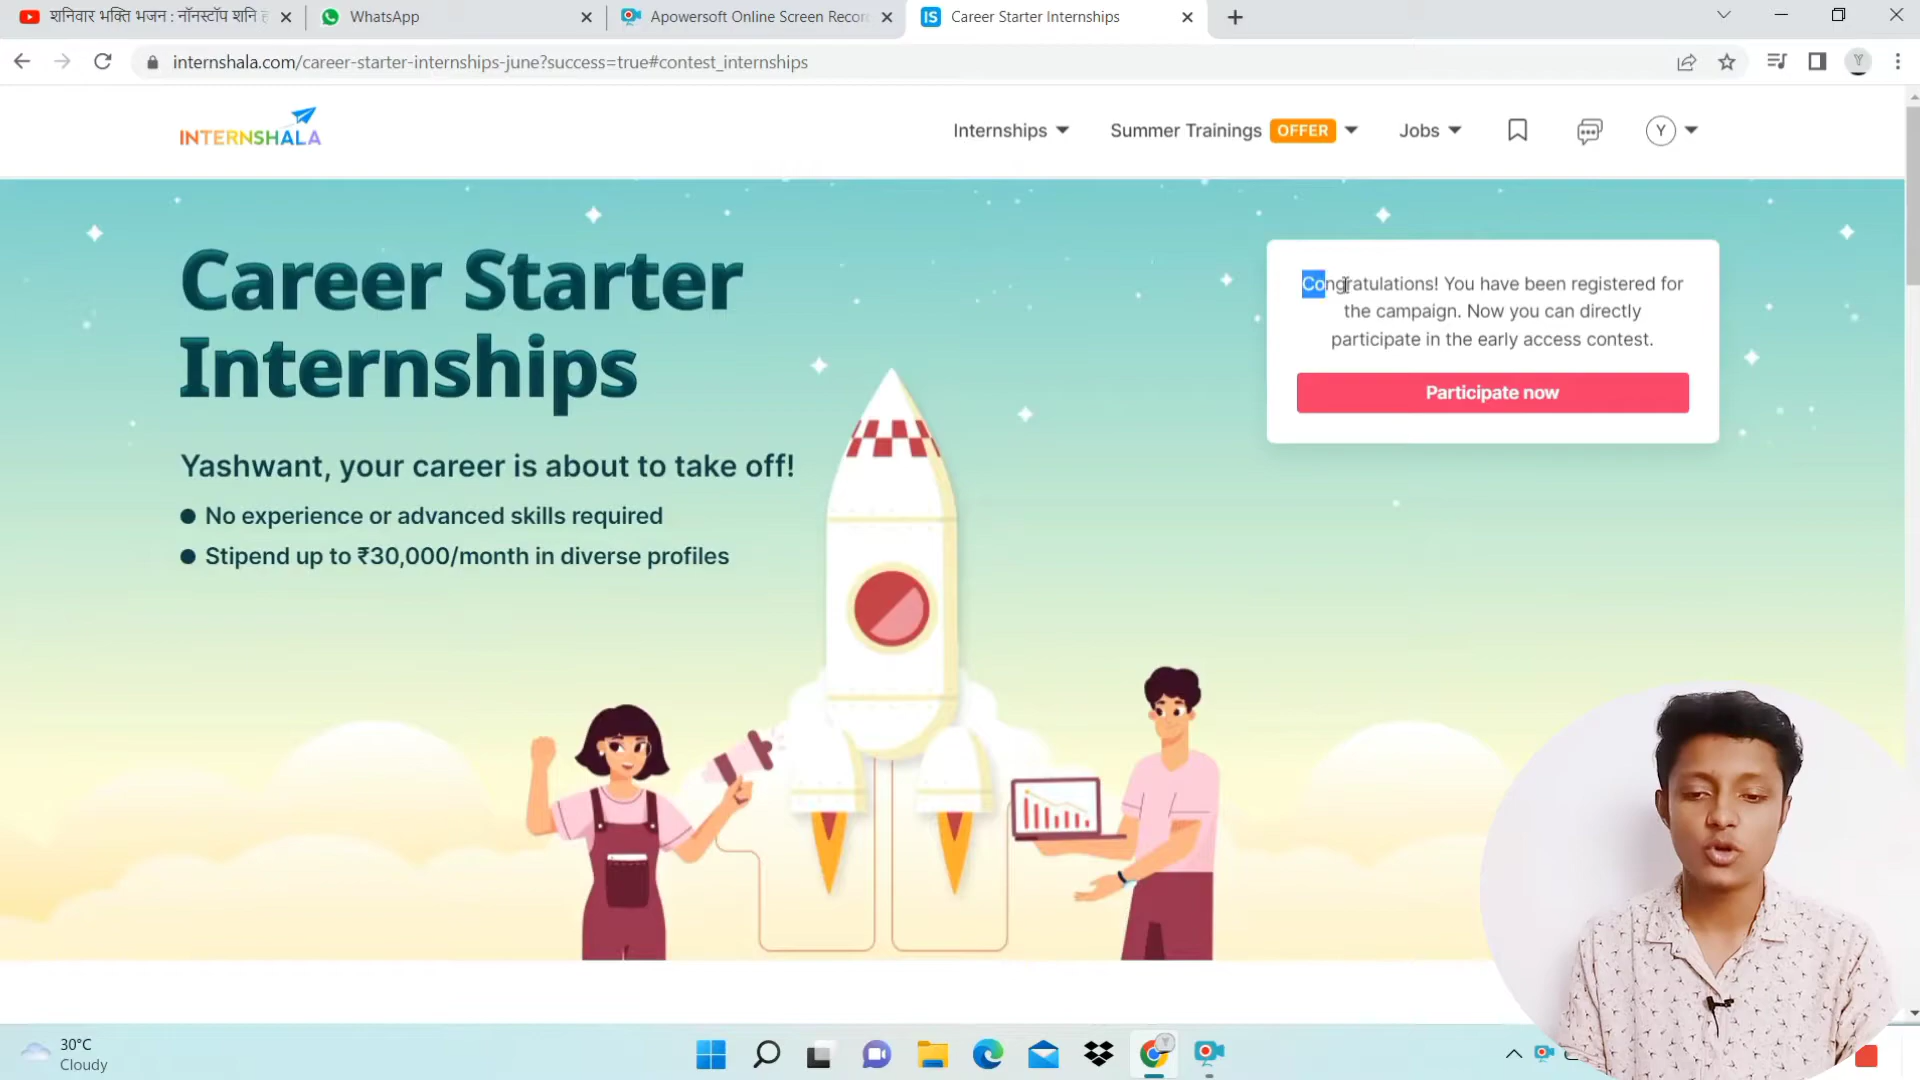 शनिवार भक्ति भजन : नॉनस्टॉप शनि ह
WhatsApp
Apowersoft Online Screen Recor
IS
Career Starter Internships
internshala.com/career-starter-internships-june?success=true#contest_internships
Y
INTERNSHALA
Internships
Summer Trainings OFFER
Jobs
Y
Career Starter
Internships
Yashwant, your career is about to take off!
No experience or advanced skills required
Stipend up to ₹30,000/month in diverse profiles
Congratulations! You have been registered for
the campaign. Now you can directly
participate in the early access contest.
Participate now
30°C
Cloudy